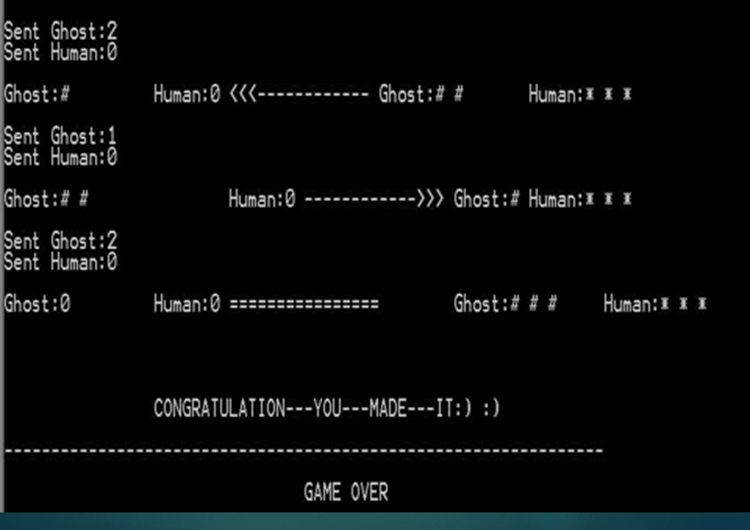 Sent Ghost:2
Sent Human:0
Ghost:# Human:0 <<<------------ Ghost:# # Human:* * *
Sent Ghost:1
Sent Human:0
Ghost:# # Human:0 ------------>>> Ghost:# Human:* * *
Sent Ghost:2
Sent Human:0
Ghost:0 Human:0 ================ Ghost:# # # Human:* * *
CONGRATULATION---YOU---MADE---IT:) :)
----------------------------------------------------------------
GAME OVER